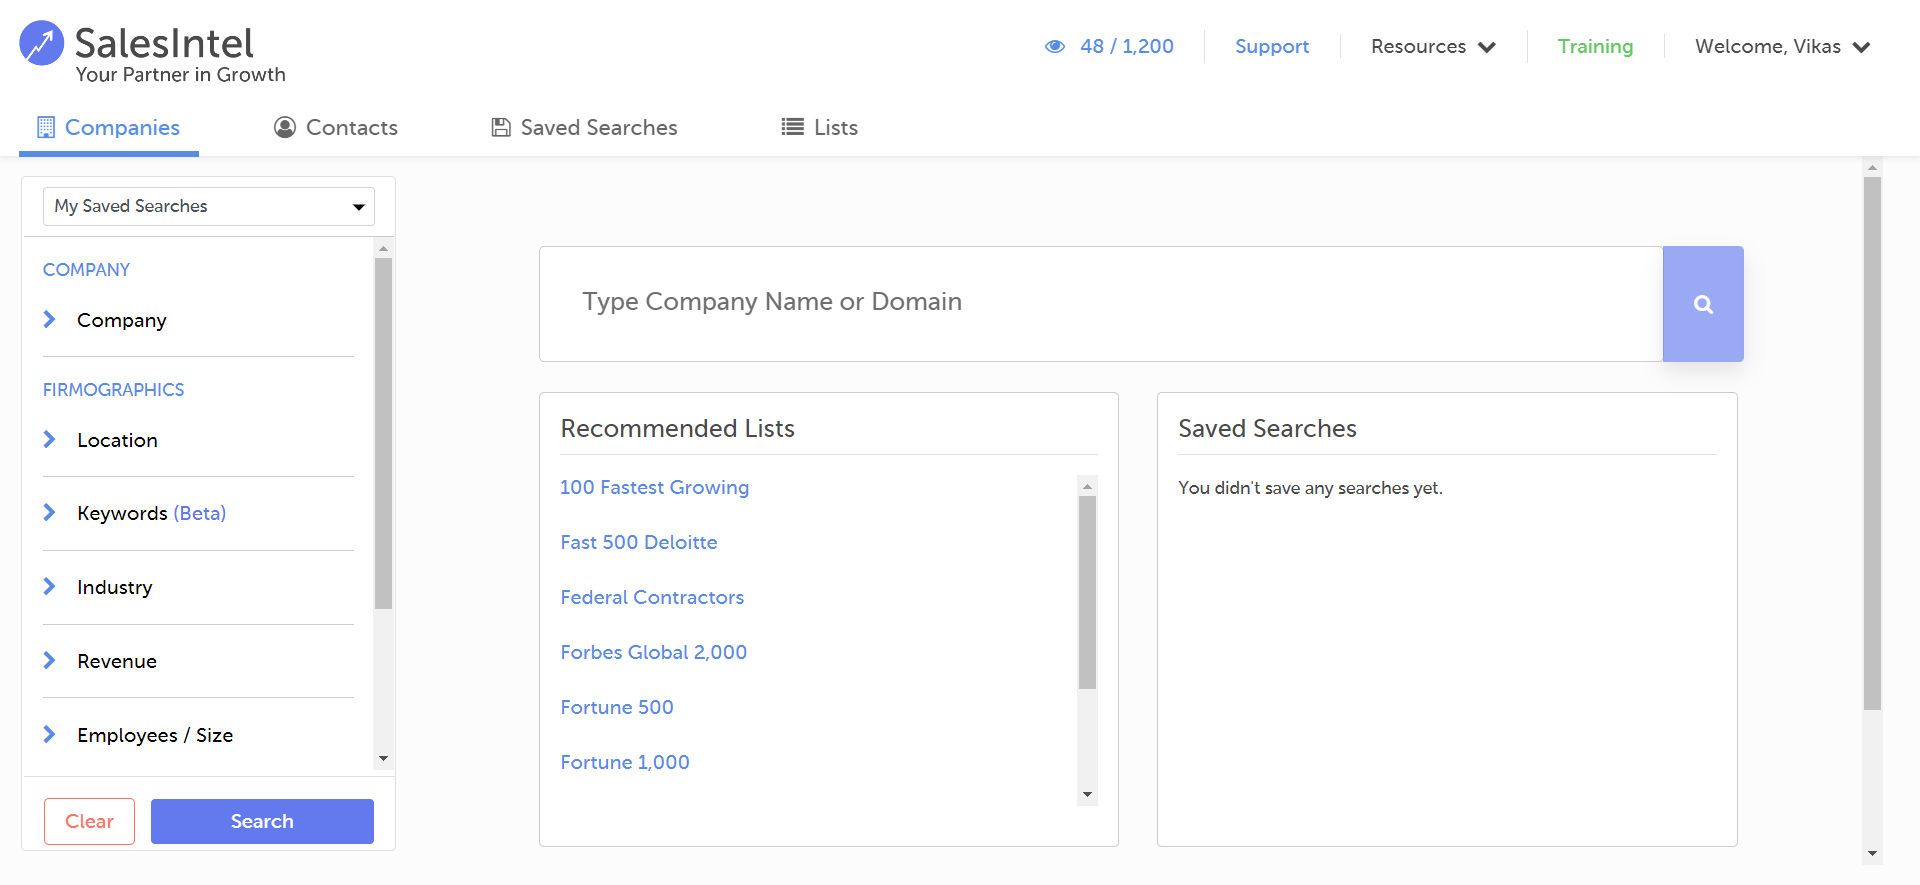 SalesIntel
Your Partner in Growth
48 / 1,200
Support
Resources
Training
Welcome, Vikas
Companies
Contacts
Saved Searches
Lists
My Saved Searches
COMPANY
Company
FIRMOGRAPHICS
Location
Keywords (Beta)
Industry
Revenue
Employees / Size
Clear
Search
Type Company Name or Domain
Recommended Lists
100 Fastest Growing
Fast 500 Deloitte
Federal Contractors
Forbes Global 2,000
Fortune 500
Fortune 1,000
Saved Searches
You didn't save any searches yet.